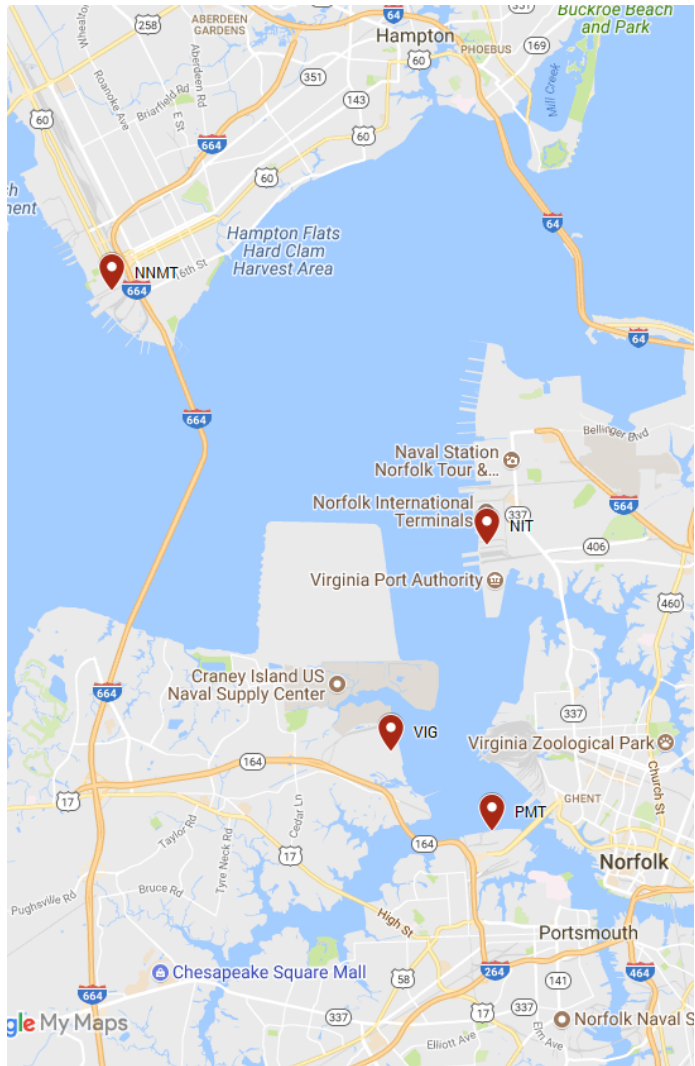 Buckroe Beach
and Park
ABERDEEN
GARDENS
64
258
Hampton
Whealton
169
PHOEBUS
60
Roanoke Ave
Aberdeen Rd
351
Mill Creek
Briarfield Rd
143
E St
60
60
664
60
64
Hampton Flats
Hard Clam
Harvest Area
NNMT
16th St
664
64
664
Bellinger Blvd
Naval Station
Norfolk Tour &...
Norfolk International
Terminals
337
564
NIT
406
Virginia Port Authority
460
Craney Island US
Naval Supply Center
664
337
VIG
Virginia Zoological Park
164
Church St
17
Cedar Ln
GHENT
PMT
Taylor Rd
164
Tyre Neck Rd
17
Norfolk
Bruce Rd
Pughsville Rd
High St
Portsmouth
Chesapeake Square Mall
264
464
58
141
664
17
337
gle My Maps
Norfolk Naval S
337
Elm Ave
Elliott Ave